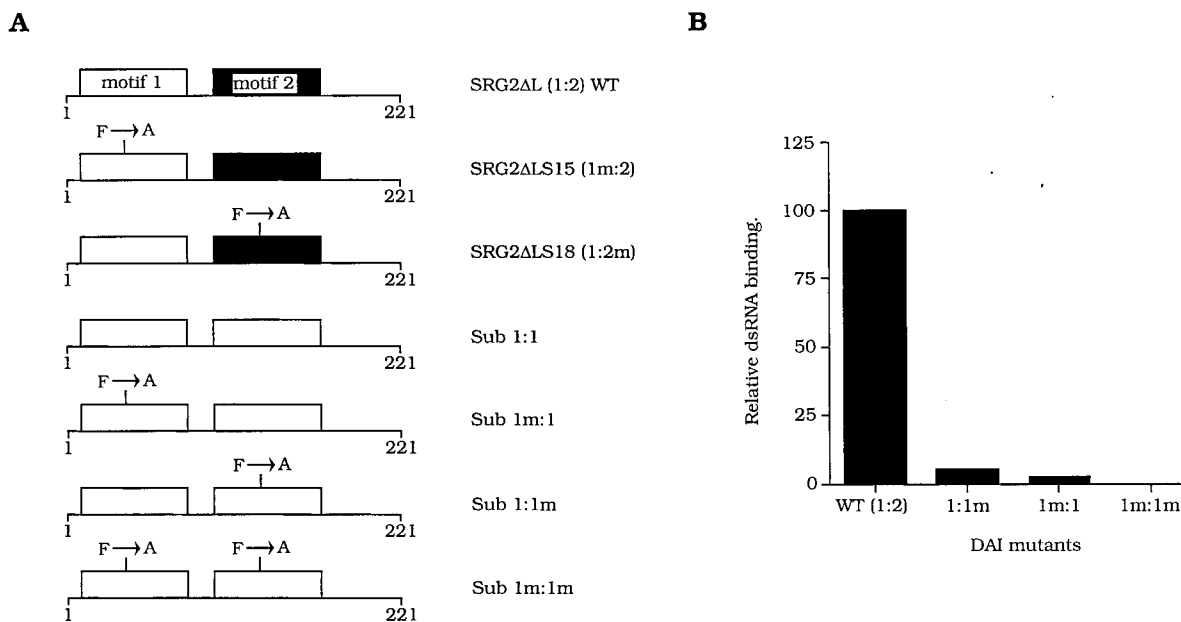 A
motif 1 motif 2 SRG2ΔL (1:2) WT
1 221
F→A
SRG2ΔLS15 (1m:2)
1 221
F→A
SRG2ΔLS18 (1:2m)
1 221
Sub 1:1
1 221
F→A
Sub 1m:1
1 221
F→A
Sub 1:1m
1 221
F→A F→A
Sub 1m:1m
1 221
B
Relative dsRNA binding.
125
100
75
50
25
0
WT (1:2) 1:1m 1m:1 1m:1m
DAI mutants